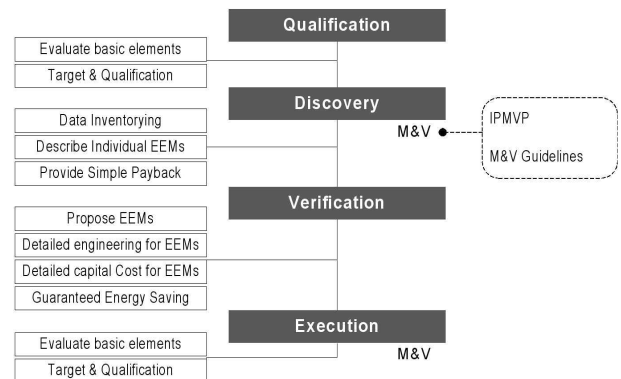 Qualification
Evaluate basic elements
Target & Qualification
Discovery
Data Inventorying
Describe Individual EEMs
Provide Simple Payback
M&V
IPMVP
M&V Guidelines
Verification
Propose EEMs
Detailed engineering for EEMs
Detailed capital Cost for EEMs
Guaranteed Energy Saving
Execution
Evaluate basic elements
Target & Qualification
M&V